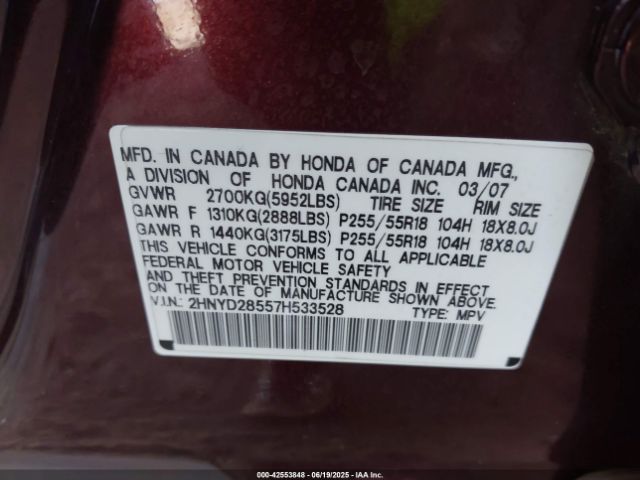 MFD. IN CANADA BY HONDA OF CANADA MFG.,
A DIVISION OF HONDA CANADA INC. 03/07
GVWR 2700KG(5952LBS) TIRE SIZE RIM SIZE
GAWR F 1310KG(2888LBS) P255/55R18 104H 18X8.0J
GAWR R 1440KG(3175LBS) P255/55R18 104H 18X8.0J
THIS VEHICLE CONFORMS TO ALL APPLICABLE
FEDERAL MOTOR VEHICLE SAFETY
AND THEFT PREVENTION STANDARDS IN EFFECT
ON THE DATE OF MANUFACTURE SHOWN ABOVE.
V.I.N.: 2HNYD28557H533528 TYPE: MPV
000-42553848 - 06/19/2025 - IAA Inc.